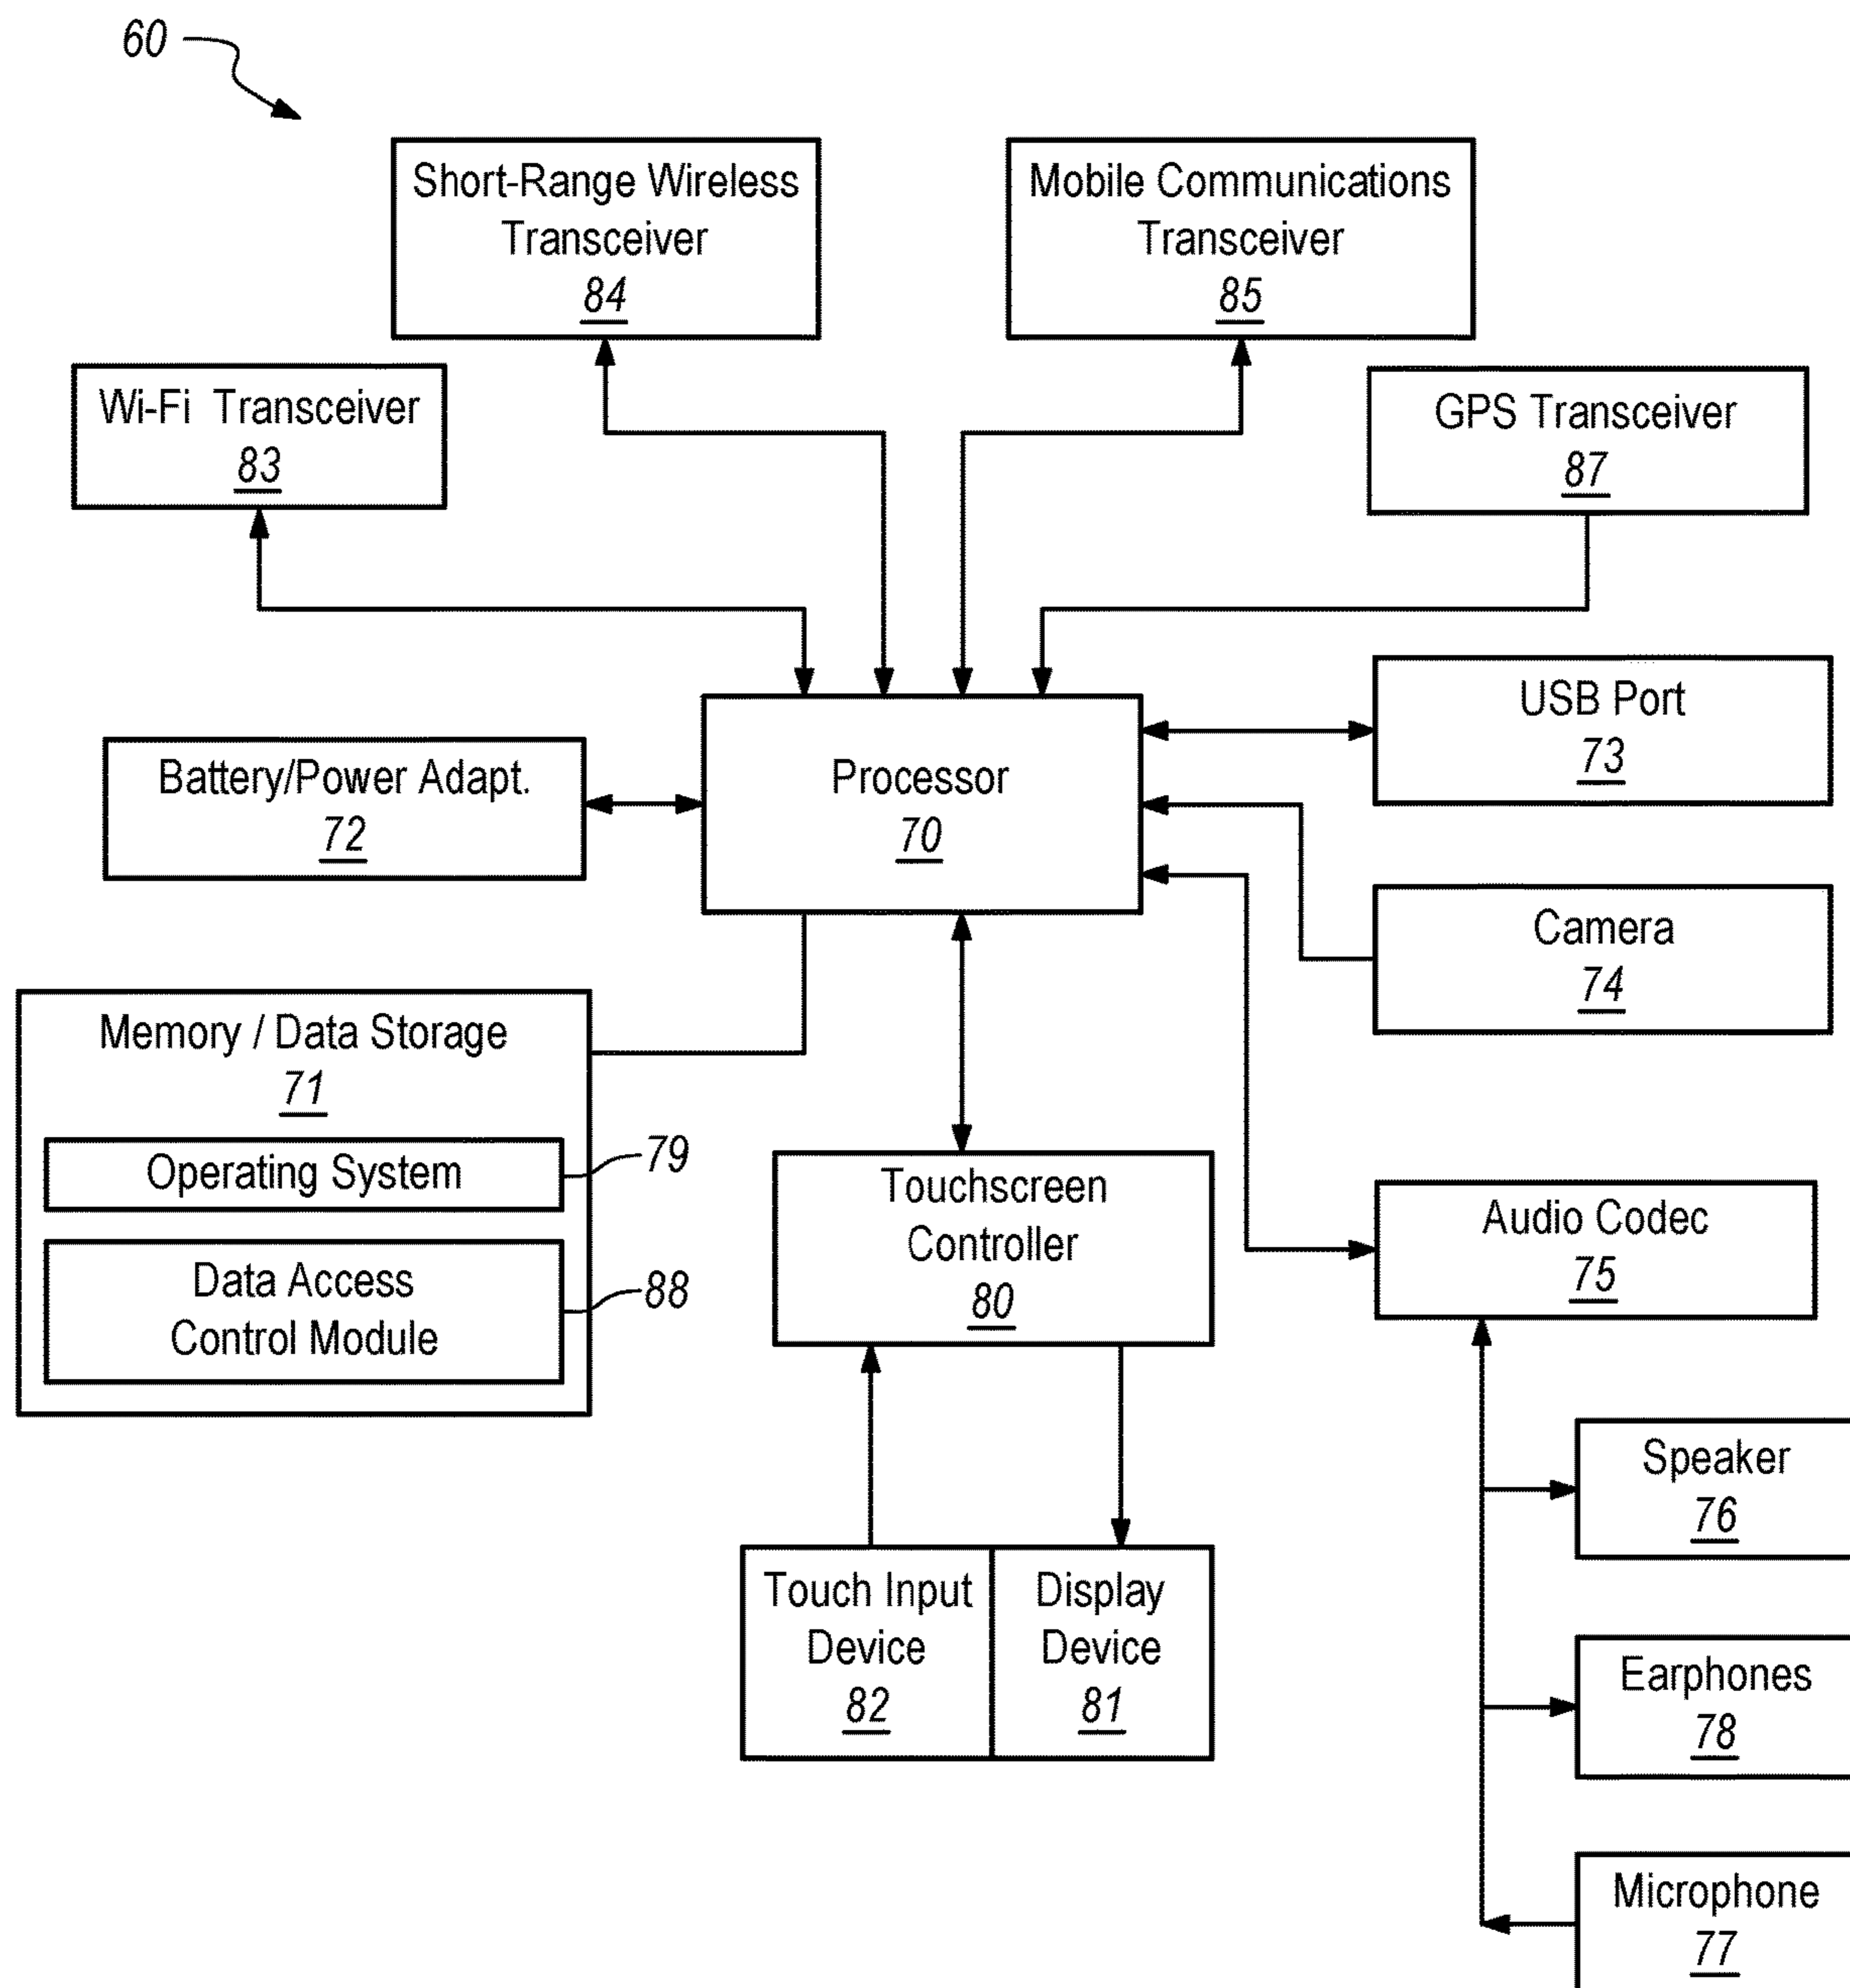 60
Short-Range Wireless
Transceiver
84
Mobile Communications
Transceiver
85
Wi-Fi Transceiver
83
GPS Transceiver
87
Processor
70
USB Port
73
Battery/Power Adapt.
72
Camera
74
Memory / Data Storage
71
Operating System
79
Data Access
Control Module
88
Touchscreen
Controller
80
Audio Codec
75
Touch Input
Device
82
Display
Device
81
Speaker
76
Earphones
78
Microphone
77